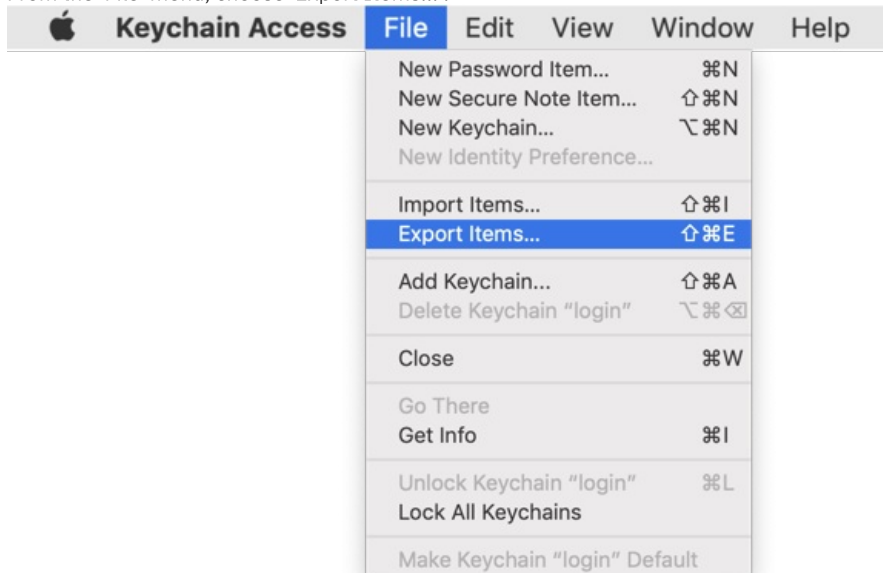 Keychain Access File Edit View Window Help
New Password Item... ⌘N
New Secure Note Item... ⇧⌘N
New Keychain... ⌥⌘N
New Identity Preference...
Import Items... ⇧⌘I
Export Items... ⇧⌘E
Add Keychain... ⇧⌘A
Delete Keychain “login” ⌥⌘⌫
Close ⌘W
Go There
Get Info ⌘I
Unlock Keychain “login” ⌘L
Lock All Keychains
Make Keychain “login” Default